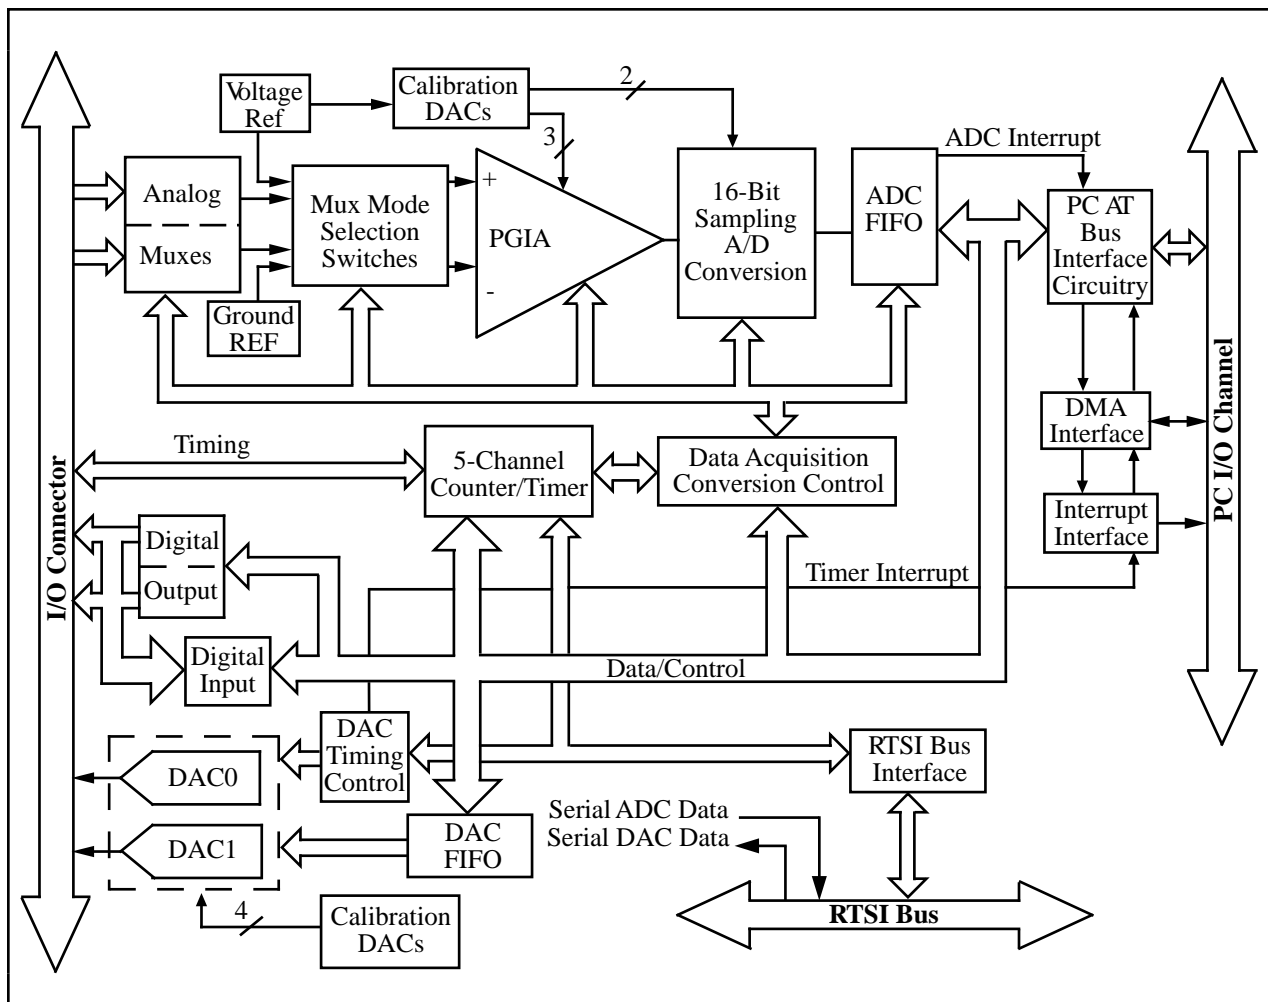 Voltage
Ref
Calibration
DACs
2
3
ADC Interrupt
Analog
Muxes
Mux Mode
Selection
Switches
+
PGIA
-
16-Bit
Sampling
A/D
Conversion
ADC
FIFO
PC AT
Bus
Interface
Circuitry
Ground
REF
DMA
Interface
Timing
5-Channel
Counter/Timer
Data Acquisition
Conversion Control
Interrupt
Interface
I/O Connector
PC I/O Channel
Digital
Output
Timer Interrupt
Digital
Input
Data/Control
DAC
Timing
Control
RTSI Bus
Interface
DAC0
DAC1
DAC
FIFO
Serial ADC Data
Serial DAC Data
4
Calibration
DACs
RTSI Bus